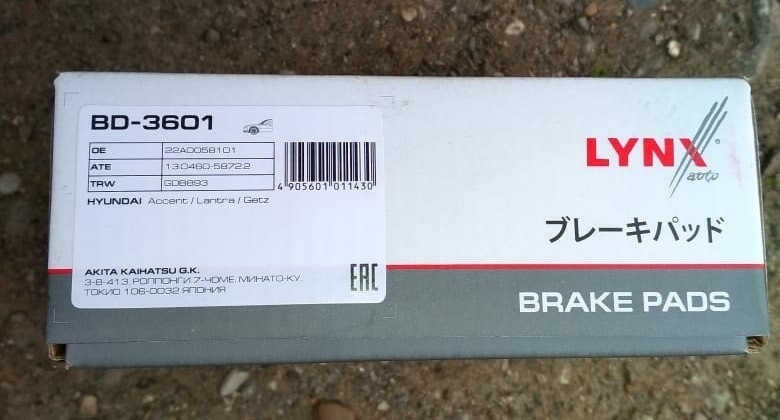 BD-3601
OE 22A0058101
ATE 13.0460-5872.2
TRW GDB893
4 905601 011430
HYUNDAI Accent / Lantra / Getz
AKITA KAIHATSU G.K.
3-8-413, РОППОНГИ 7-ЧОМЕ, МИНАТО-КУ,
ТОКИО 106-0032 ЯПОНИЯ
EAC
LYNX®
auto
ブレーキパッド
BRAKE PADS